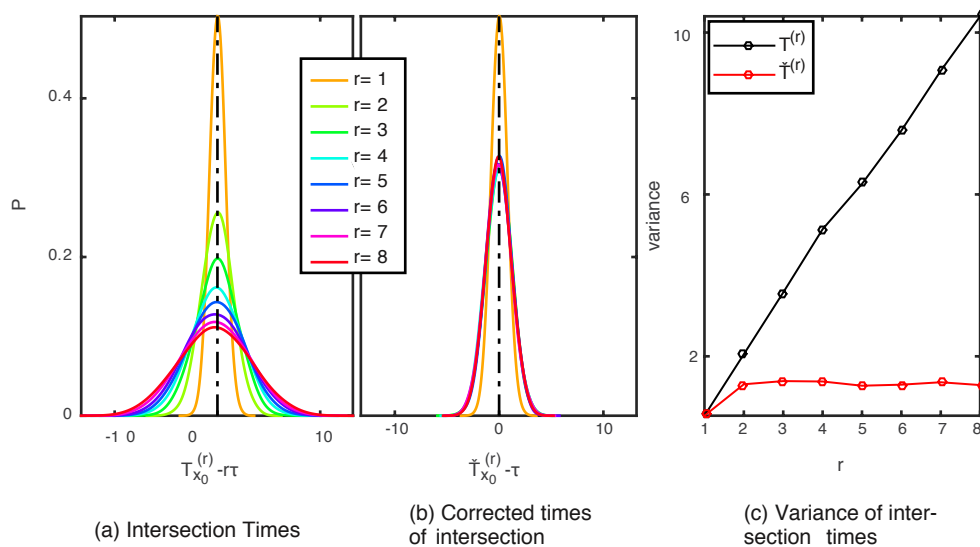 P
0.4
0.2
0
-1 0 0 10
T_{x_0}^{(r)} -rτ
(a) Intersection Times
r= 1
r= 2
r= 3
r= 4
r= 5
r= 6
r= 7
r= 8
-10 0 10
Ť_{x_0}^{(r)} -τ
(b) Corrected times
of intersection
variance
10
6
2
T^{(r)}
Ť^{(r)}
1 2 3 4 5 6 7 8
r
(c) Variance of inter-
section times